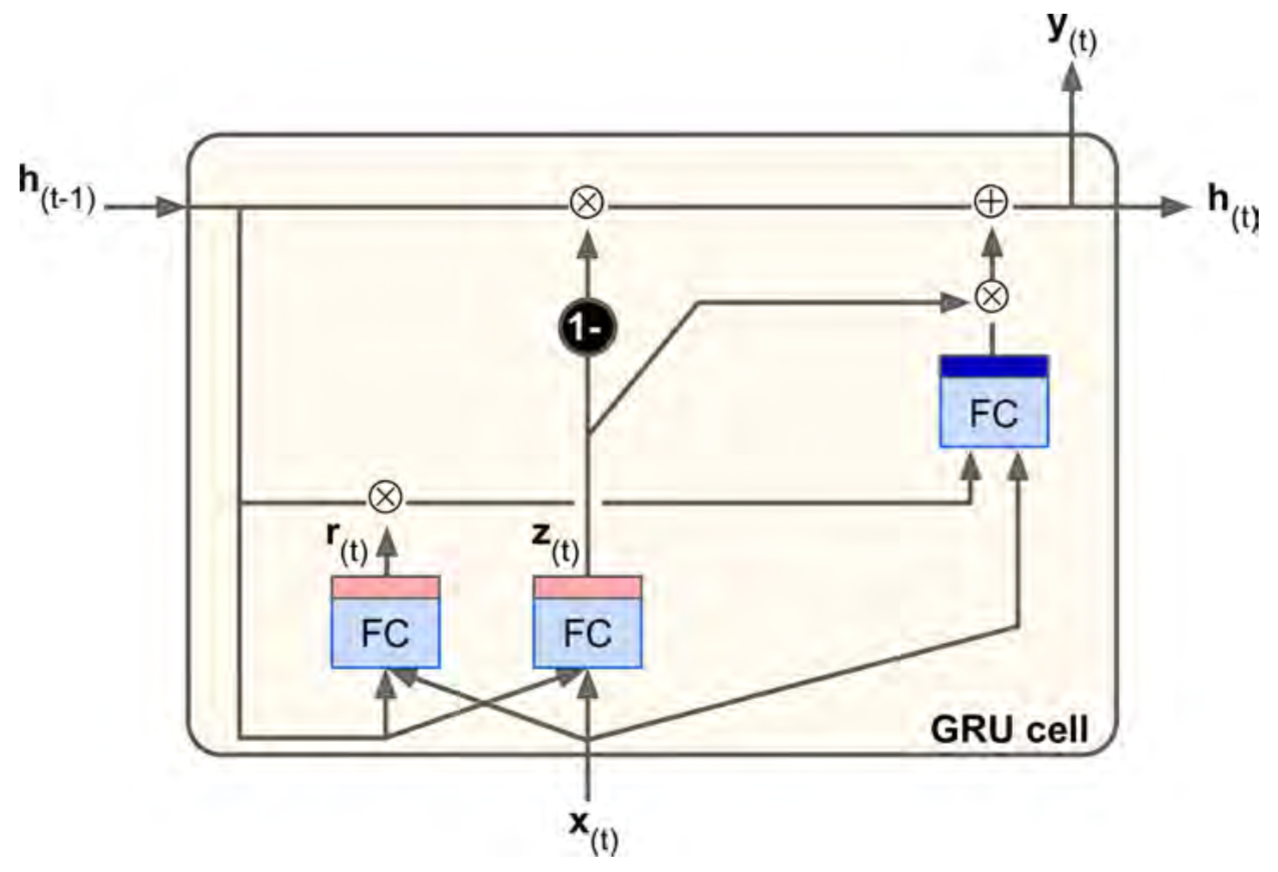 y(t)
h(t-1)
h(t)
1-
FC
r(t)
z(t)
FC
FC
GRU cell
x(t)